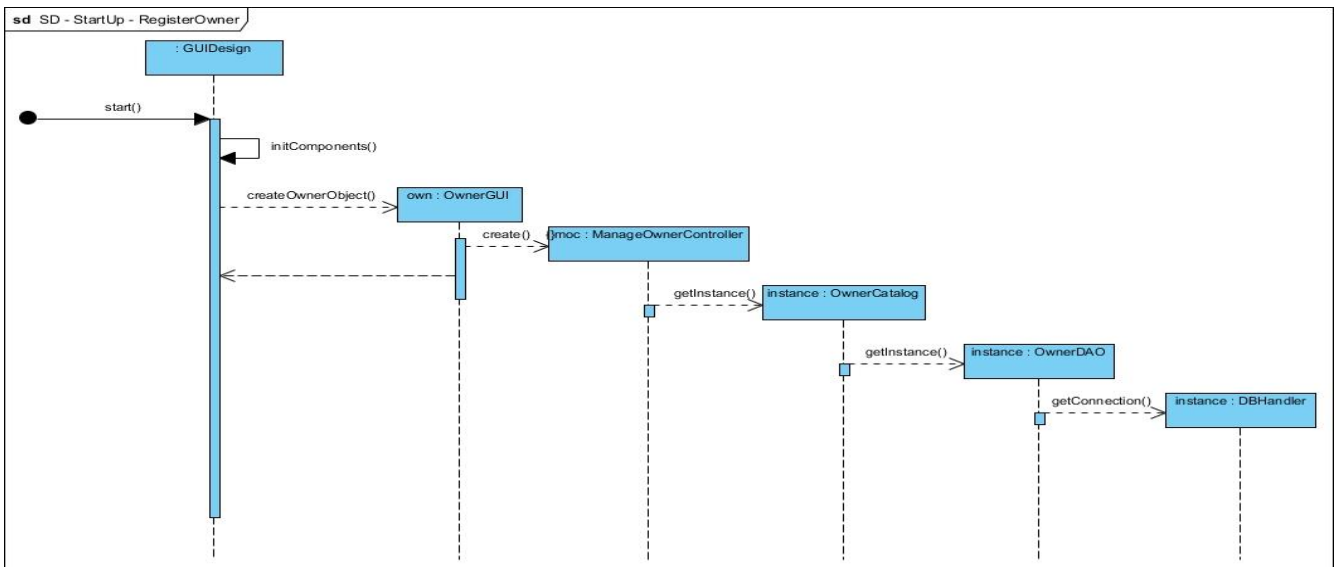 sd SD - StartUp - RegisterOwner
: GUIDesign
start()
initComponents()
createOwnerObject()
own : OwnerGUI
create()
{}moc : ManageOwnerController
getInstance()
instance : OwnerCatalog
getInstance()
instance : OwnerDAO
getConnection()
instance : DBHandler